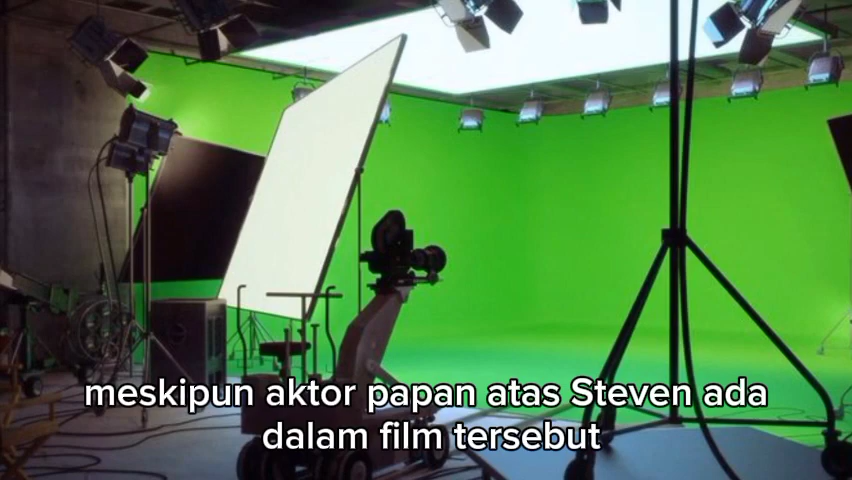 meskipun aktor papan atas Steven ada
dalam film tersebut